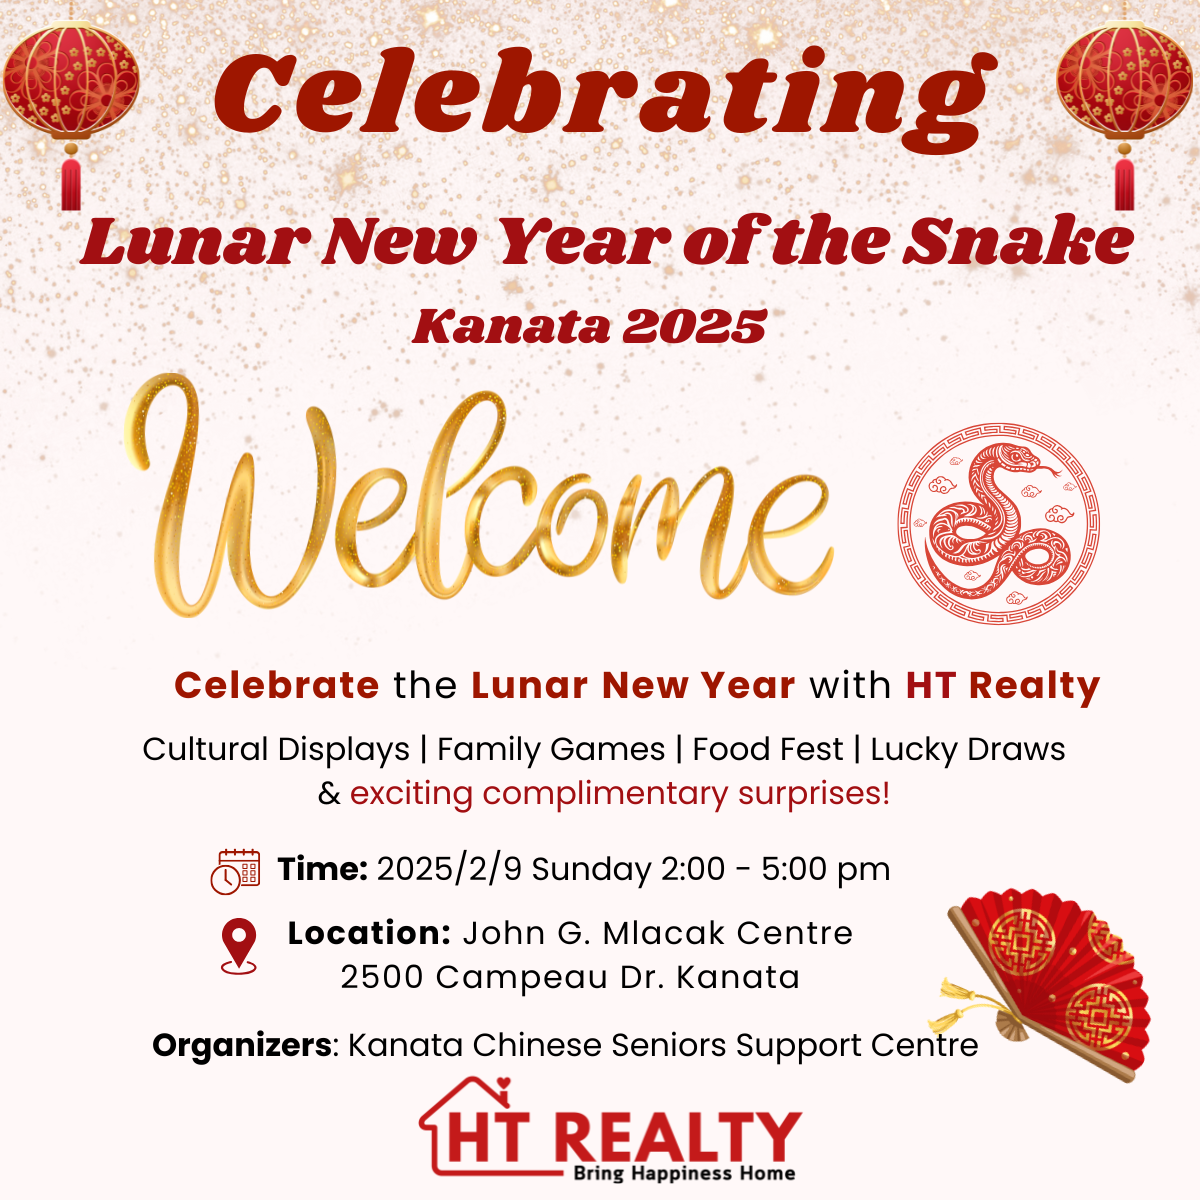 Celebrating
Lunar New Year of the Snake
Kanata 2025
Welcome
Celebrate the Lunar New Year with HT Realty
Cultural Displays | Family Games | Food Fest | Lucky Draws
& exciting complimentary surprises!
Time: 2025/2/9 Sunday 2:00 - 5:00 pm
Location: John G. Mlacak Centre
2500 Campeau Dr. Kanata
Organizers: Kanata Chinese Seniors Support Centre
HT REALTY
Bring Happiness Home